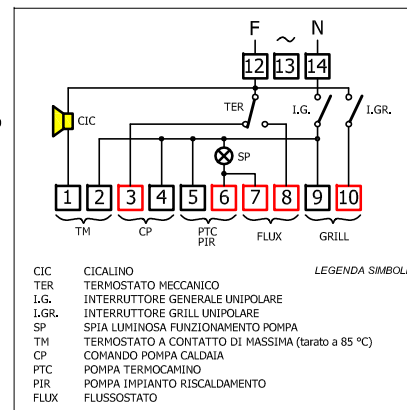 F ~ N
12 13 14
TER
I.G.
I.GR.
CIC
SP
1 2 3 4 5 6 7 8 9 10
TM CP PTC FLUX GRILL
PIR
LEGENDA SIMBOLI
CIC CICALINO
TER TERMOSTATO MECCANICO
I.G. INTERRUTTORE GENERALE UNIPOLARE
I.GR. INTERRUTTORE GRILL UNIPOLARE
SP SPIA LUMINOSA FUNZIONAMENTO POMPA
TM TERMOSTATO A CONTATTO DI MASSIMA (tarato a 85 °C)
CP COMANDO POMPA CALDAIA
PTC POMPA TERMOCAMINO
PIR POMPA IMPIANTO RISCALDAMENTO
FLUX FLUSSOSTATO